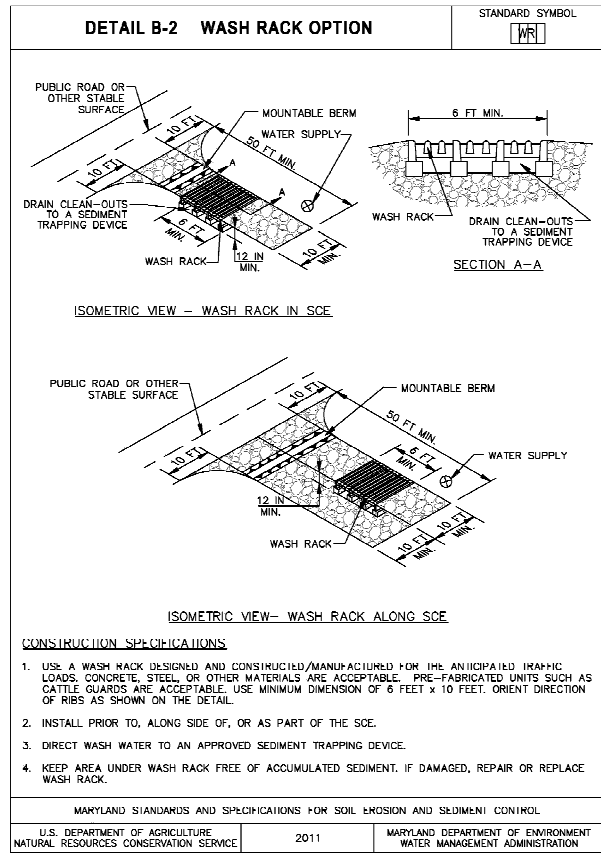 DETAIL B-2 WASH RACK OPTION
STANDARD SYMBOL
WR
PUBLIC ROAD OR
OTHER STABLE
SURFACE
10 FT
MOUNTABLE BERM
WATER SUPPLY
50 FT MIN.
10 FT
A
A
DRAIN CLEAN-OUTS
TO A SEDIMENT
TRAPPING DEVICE
6 FT
MIN.
WASH RACK
12 IN
MIN.
10 FT
MIN.
6 FT MIN.
WASH RACK
DRAIN CLEAN-OUTS
TO A SEDIMENT
TRAPPING DEVICE
SECTION A-A
ISOMETRIC VIEW - WASH RACK IN SCE
PUBLIC ROAD OR OTHER
STABLE SURFACE
10 FT
MOUNTABLE BERM
50 FT MIN.
10 FT
6 FT
MIN.
WATER SUPPLY
12 IN
MIN.
WASH RACK
10 FT
MIN.
10 FT
MIN.
ISOMETRIC VIEW- WASH RACK ALONG SCE
CONSTRUCTION SPECIFICATIONS
1. USE A WASH RACK DESIGNED AND CONSTRUCTED/MANUFACTURED FOR THE ANTICIPATED TRAFFIC
LOADS. CONCRETE, STEEL, OR OTHER MATERIALS ARE ACCEPTABLE. PRE-FABRICATED UNITS SUCH AS
CATTLE GUARDS ARE ACCEPTABLE. USE MINIMUM DIMENSION OF 6 FEET x 10 FEET. ORIENT DIRECTION
OF RIBS AS SHOWN ON THE DETAIL.
2. INSTALL PRIOR TO, ALONG SIDE OF, OR AS PART OF THE SCE.
3. DIRECT WASH WATER TO AN APPROVED SEDIMENT TRAPPING DEVICE.
4. KEEP AREA UNDER WASH RACK FREE OF ACCUMULATED SEDIMENT. IF DAMAGED, REPAIR OR REPLACE
WASH RACK.
MARYLAND STANDARDS AND SPECIFICATIONS FOR SOIL EROSION AND SEDIMENT CONTROL
U.S. DEPARTMENT OF AGRICULTURE
NATURAL RESOURCES CONSERVATION SERVICE
2011
MARYLAND DEPARTMENT OF ENVIRONMENT
WATER MANAGEMENT ADMINISTRATION